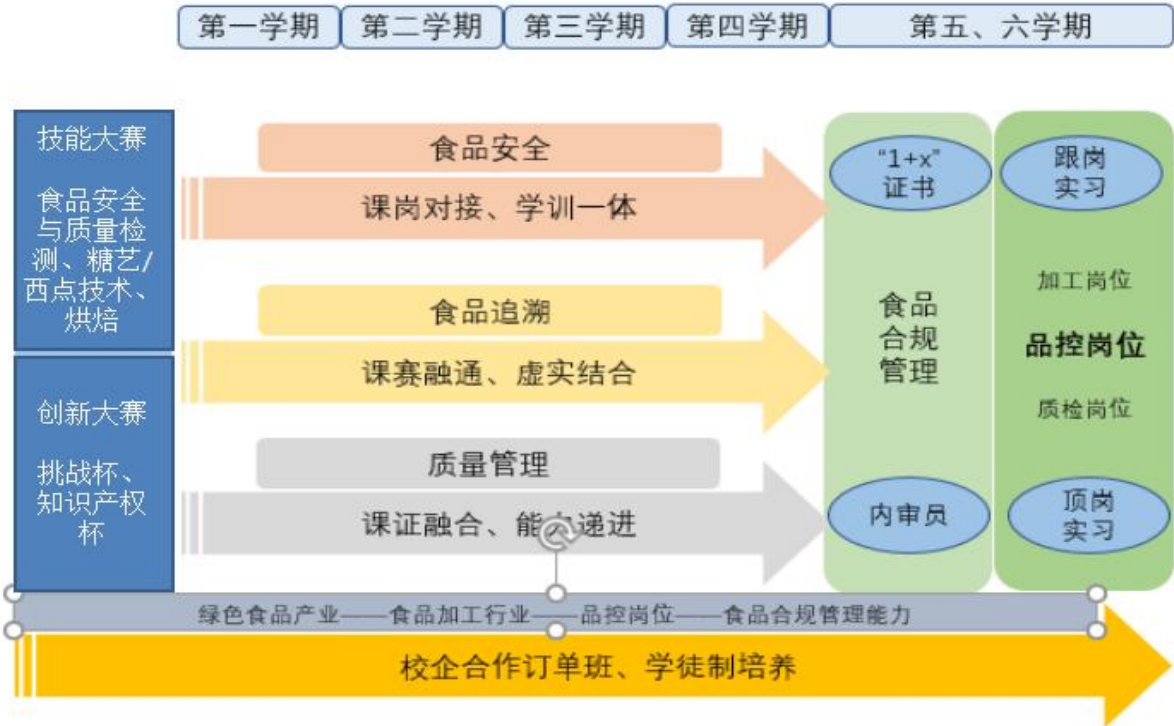 第一学期
第二学期
第三学期
第四学期
第五、六学期
技能大赛
食品安全
与质量检
测、糖艺/
西点技术、
烘焙
创新大赛
挑战杯、
知识产权
杯
食品安全
课岗对接、学训一体
食品追溯
课赛融通、虚实结合
质量管理
课证融合、能力递进
“1+x”
证书
食品
合规
管理
内审员
跟岗
实习
加工岗位
品控岗位
质检岗位
顶岗
实习
绿色食品产业——食品加工行业——品控岗位——食品合规管理能力
校企合作订单班、学徒制培养